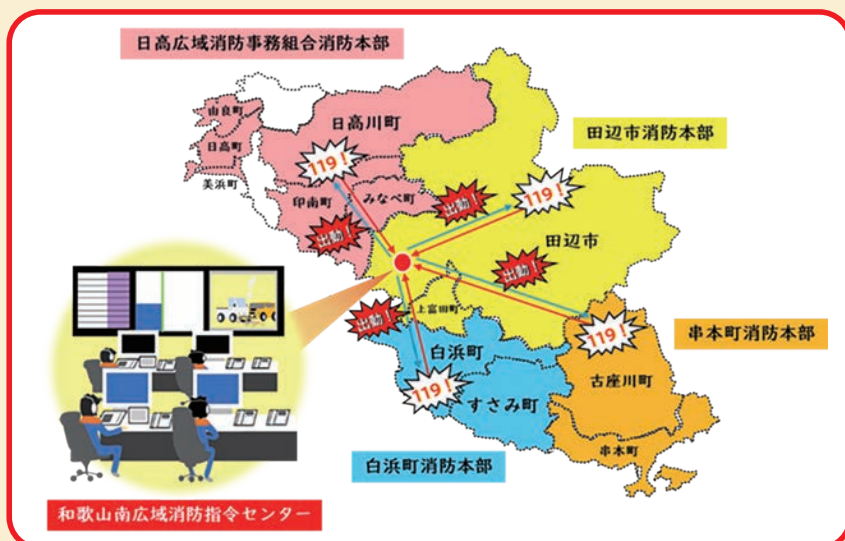 日高広域消防事務組合消防本部
由良町
日高町
美浜町
日高川町
119！
印南町
みなべ町
出動！
田辺市消防本部
出動！
119！
田辺市
出動！
上富田町
出動！
白浜町
119！
すさみ町
白浜町消防本部
119！
古座川町
串本町
串本町消防本部
和歌山南広域消防指令センター